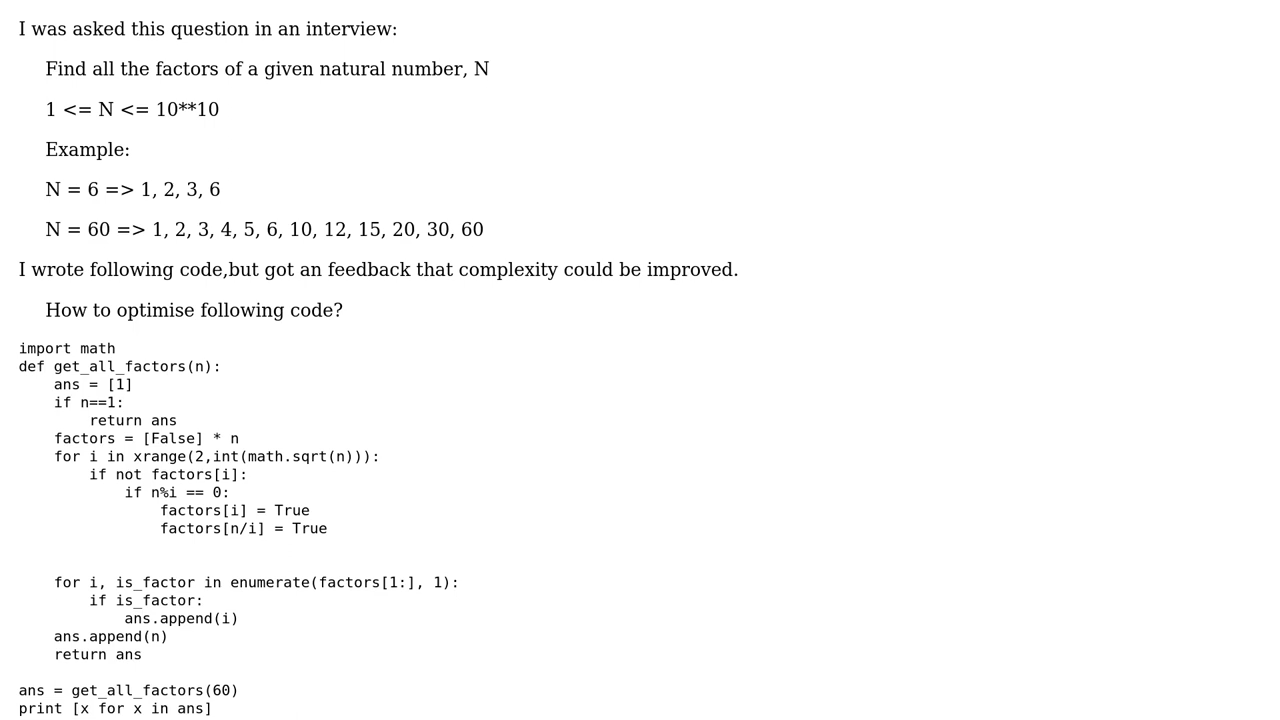 I was asked this question in an interview:
Find all the factors of a given natural number, N
1 <= N <= 10**10
Example:
N = 6 => 1, 2, 3, 6
N = 60 => 1, 2, 3, 4, 5, 6, 10, 12, 15, 20, 30, 60
I wrote following code,but got an feedback that complexity could be improved.
How to optimise following code?
import math
def get_all_factors(n):
    ans = [1]
    if n==1:
        return ans
    factors = [False] * n
    for i in xrange(2,int(math.sqrt(n))):
        if not factors[i]:
            if n%i == 0:
                factors[i] = True
                factors[n/i] = True
    for i, is_factor in enumerate(factors[1:], 1):
        if is_factor:
            ans.append(i)
    ans.append(n)
    return ans
ans = get_all_factors(60)
print [x for x in ans]